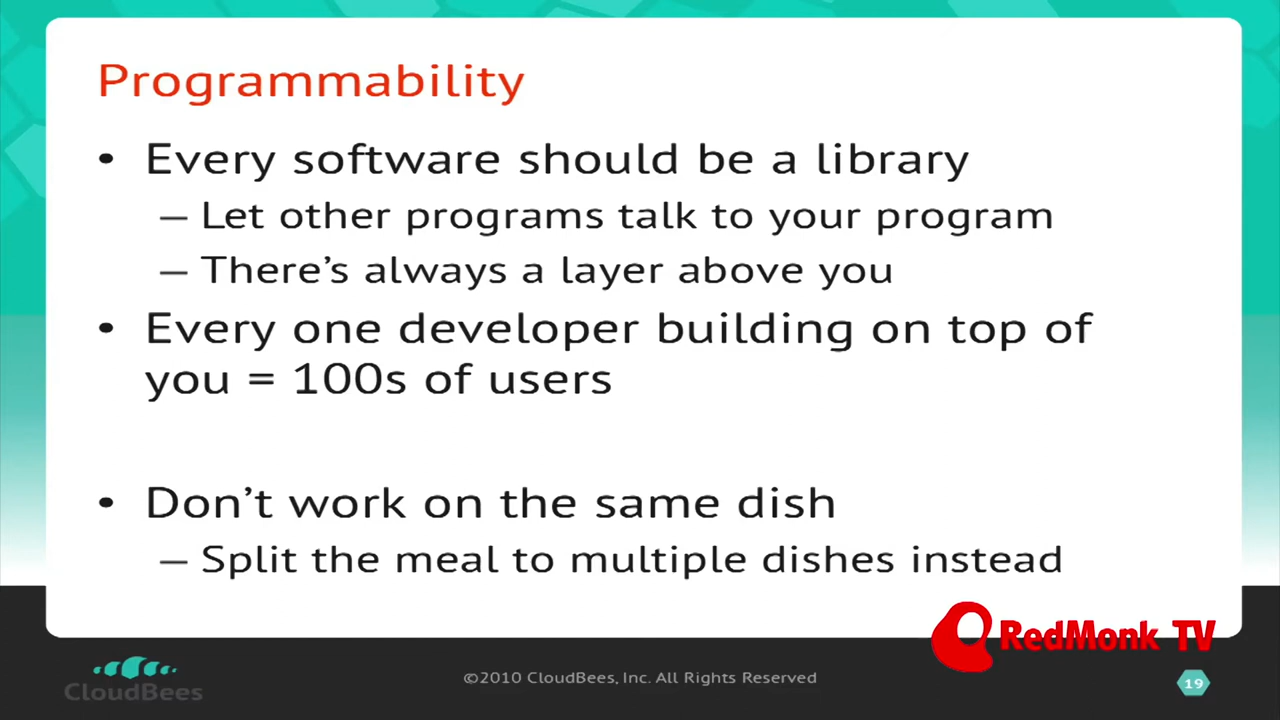 Programmability
• Every software should be a library
— Let other programs talk to your program
— There's always a layer above you
• Every one developer building on top of
you = 100s of users
• Don't work on the same dish
— Split the meal to multiple dishes instead
RedMonk TV
CloudBees
©2010 CloudBees, Inc. All Rights Reserved
19